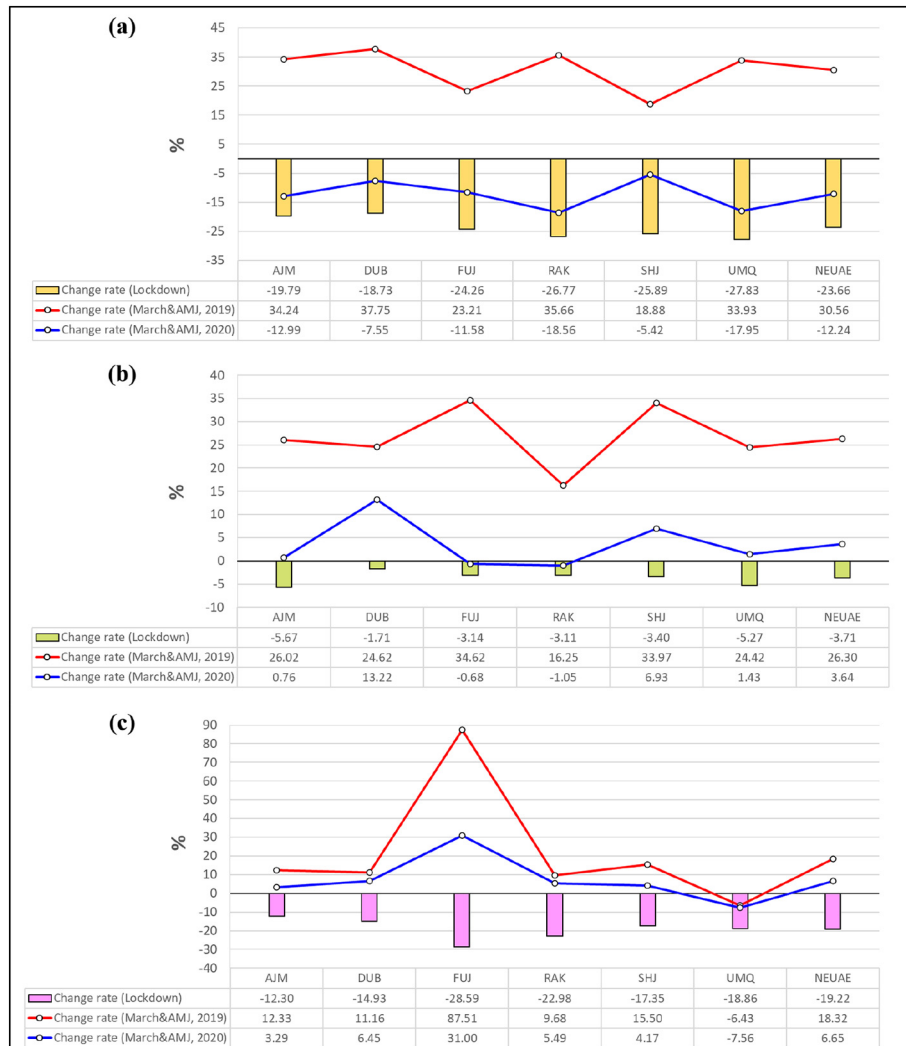 (a)
45
35
25
15
5
-5
-15
-25
-35
%
AJM DUB FUJ RAK SHJ UMQ NEUAE
Change rate (Lockdown) -19.79 -18.73 -24.26 -26.77 -25.89 -27.83 -23.66
Change rate (March&AMJ, 2019) 34.24 37.75 23.21 35.66 18.88 33.93 30.56
Change rate (March&AMJ, 2020) -12.99 -7.55 -11.58 -18.56 -5.42 -17.95 -12.24
(b)
40
35
30
25
20
15
10
5
0
-5
-10
%
AJM DUB FUJ RAK SHJ UMQ NEUAE
Change rate (Lockdown) -5.67 -1.71 -3.14 -3.11 -3.40 -5.27 -3.71
Change rate (March&AMJ, 2019) 26.02 24.62 34.62 16.25 33.97 24.42 26.30
Change rate (March&AMJ, 2020) 0.76 13.22 -0.68 -1.05 6.93 1.43 3.64
(c)
90
80
70
60
50
40
30
20
10
0
-10
-20
-30
-40
%
AJM DUB FUJ RAK SHJ UMQ NEUAE
Change rate (Lockdown) -12.30 -14.93 -28.59 -22.98 -17.35 -18.86 -19.22
Change rate (March&AMJ, 2019) 12.33 11.16 87.51 9.68 15.50 -6.43 18.32
Change rate (March&AMJ, 2020) 3.29 6.45 31.00 5.49 4.17 -7.56 6.65